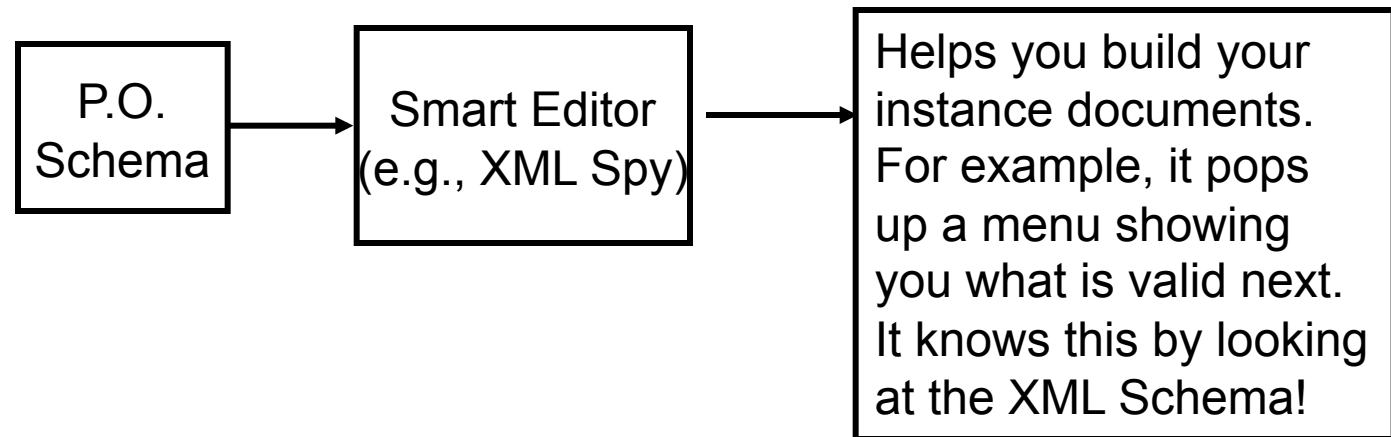 P.O.
Schema
Smart Editor
(e.g., XML Spy)
Helps you build your
instance documents.
For example, it pops
up a menu showing
you what is valid next.
It knows this by looking
at the XML Schema!